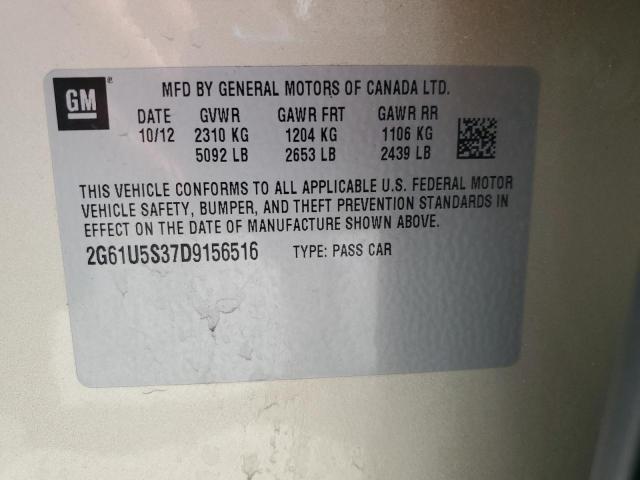 GM
®
MFD BY GENERAL MOTORS OF CANADA LTD.
DATE GVWR GAWR FRT GAWR RR
10/12 2310 KG 1204 KG 1106 KG
5092 LB 2653 LB 2439 LB
THIS VEHICLE CONFORMS TO ALL APPLICABLE U.S. FEDERAL MOTOR
VEHICLE SAFETY, BUMPER, AND THEFT PREVENTION STANDARDS IN
EFFECT ON THE DATE OF MANUFACTURE SHOWN ABOVE.
2G61U5S37D9156516 TYPE: PASS CAR